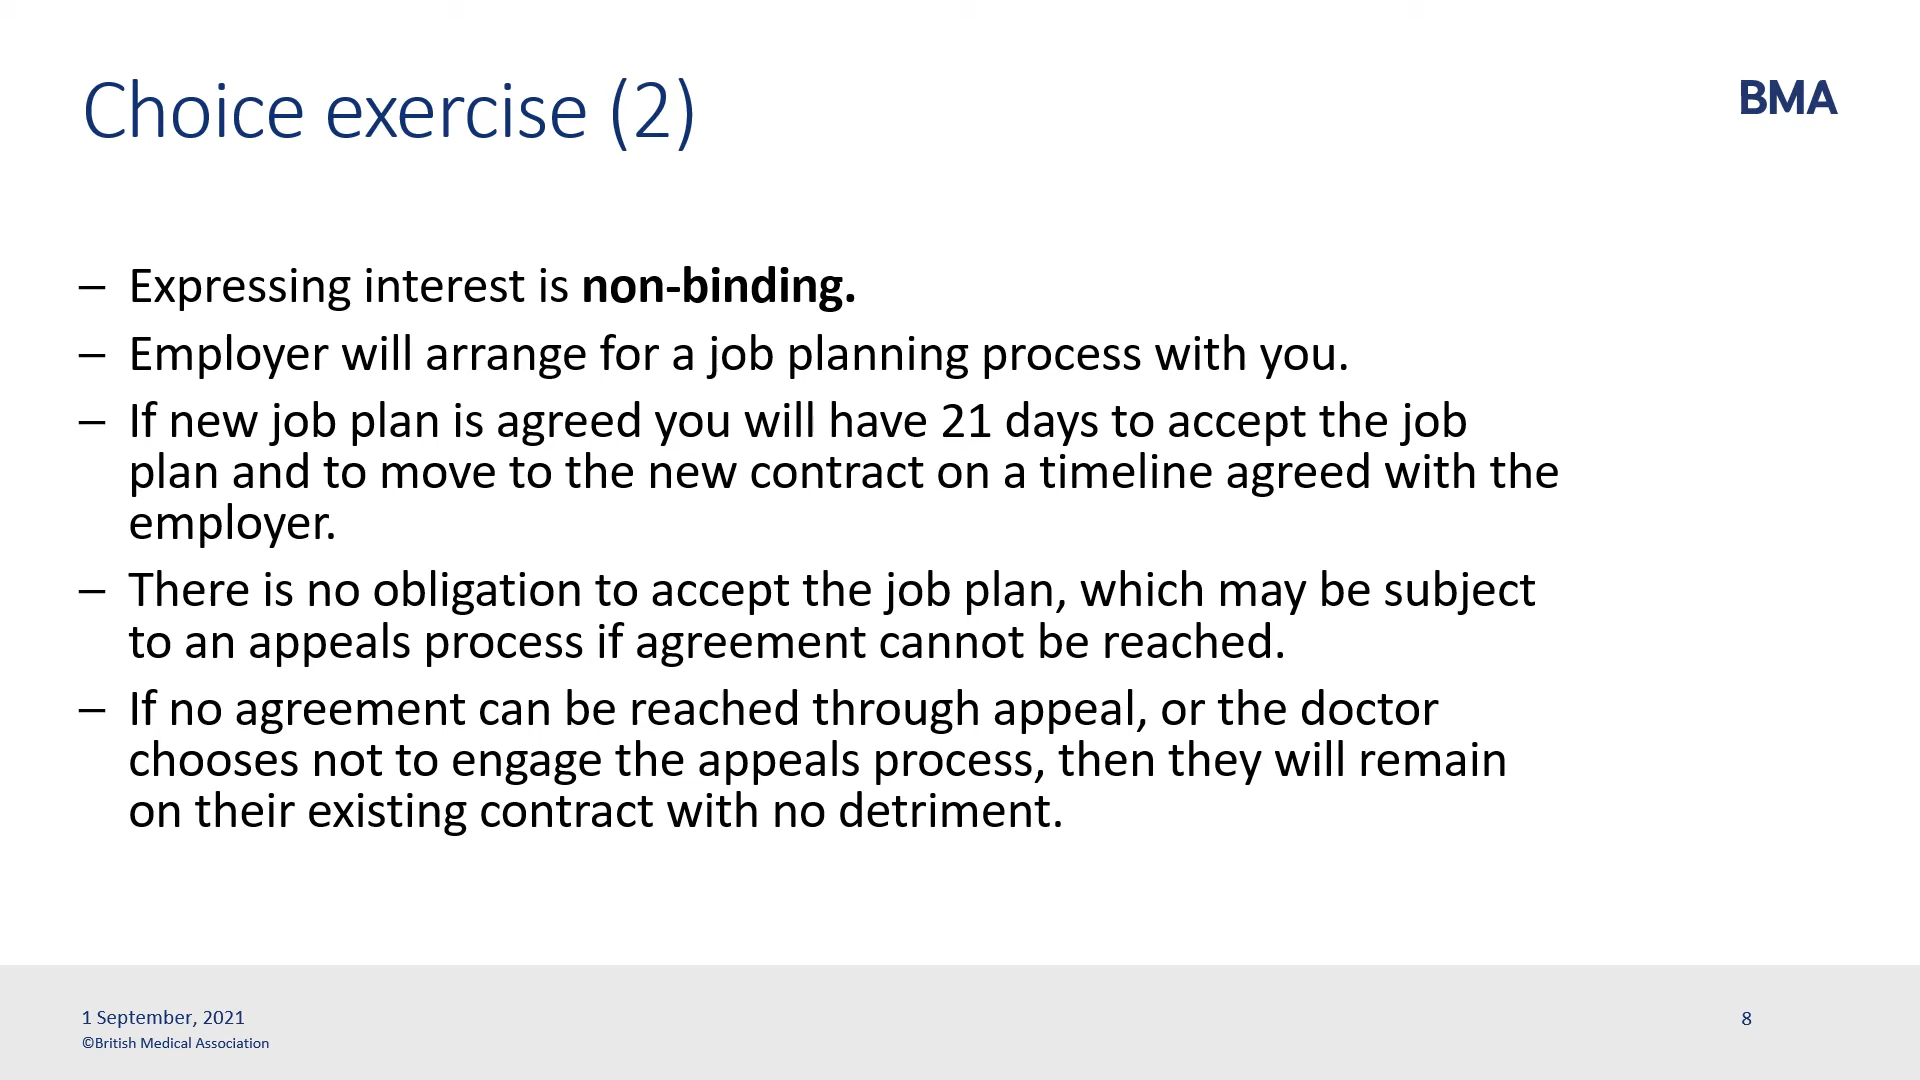 Choice exercise (2)
BMA
– Expressing interest is non-binding.
– Employer will arrange for a job planning process with you.
– If new job plan is agreed you will have 21 days to accept the job
plan and to move to the new contract on a timeline agreed with the
employer.
– There is no obligation to accept the job plan, which may be subject
to an appeals process if agreement cannot be reached.
– If no agreement can be reached through appeal, or the doctor
chooses not to engage the appeals process, then they will remain
on their existing contract with no detriment.
1 September, 2021
8
©British Medical Association